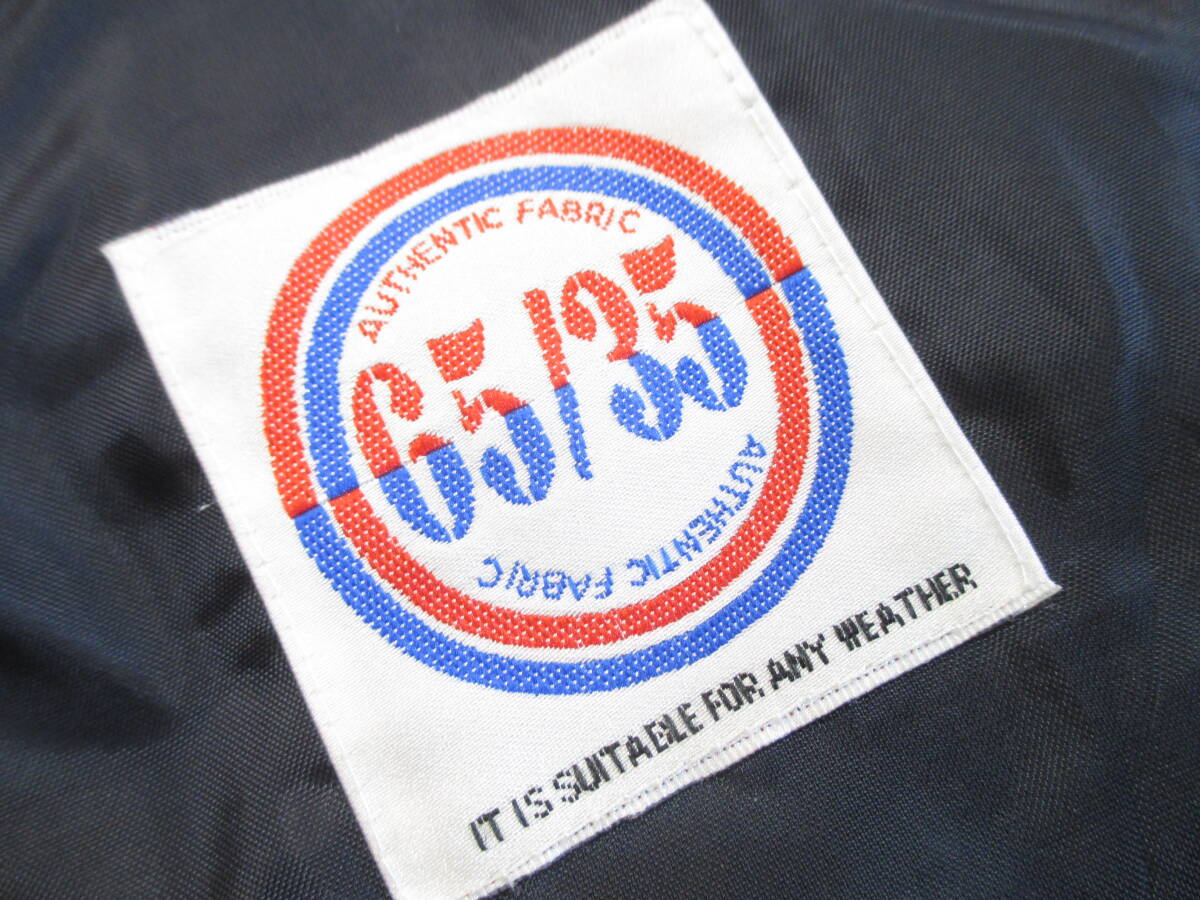 AUTHENTIC FABRIC
65/35
AUTHENTIC FABRIC
IT IS SUITABLE FOR ANY WEATHER